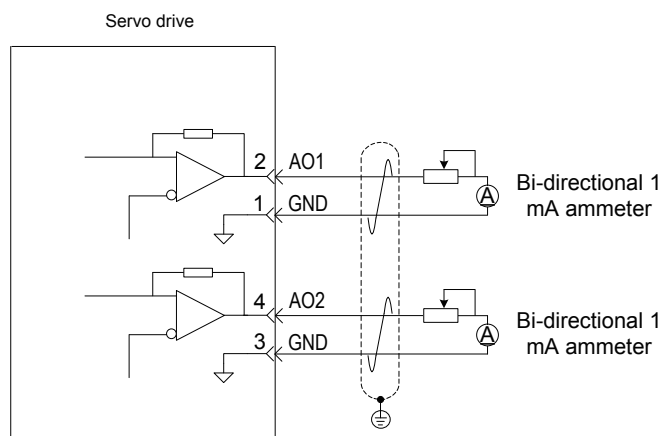 Servo drive
2 AO1
1 GND
A
Bi-directional 1
mA ammeter
4 AO2
3 GND
A
Bi-directional 1
mA ammeter